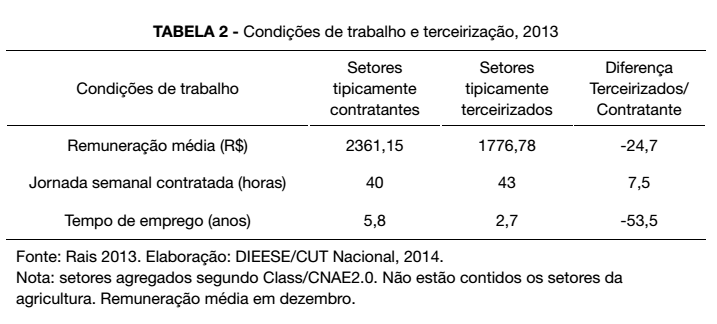 TABELA 2 - Condições de trabalho e terceirização, 2013
Condições de trabalho
Setores
tipicamente
contratantes
Setores
tipicamente
terceirizados
Diferença
Terceirizados/
Contratante
Remuneração média (R$) 2361,15 1776,78 -24,7
Jornada semanal contratada (horas) 40 43 7,5
Tempo de emprego (anos) 5,8 2,7 -53,5
Fonte: Rais 2013. Elaboração: DIEESE/CUT Nacional, 2014.
Nota: setores agregados segundo Class/CNAE2.0. Não estão contidos os setores da
agricultura. Remuneração média em dezembro.